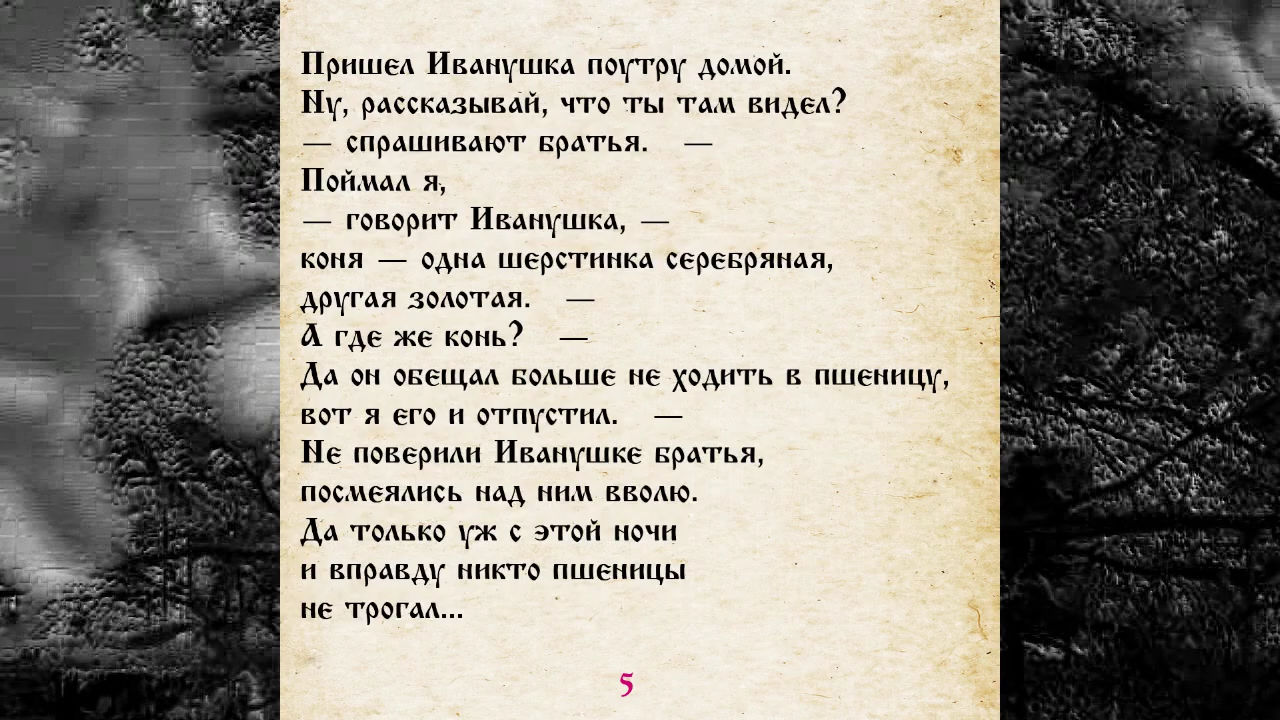 Пришел Иванушка поутру домой.
Ну, рассказывай, что ты там видел?
— спрашивают братья. —
Поймал я,
— говорит Иванушка, —
коня — одна шерстинка серебряная,
другая золотая. —
А где же конь? —
Да он обещал больше не ходить в пшеницу,
вот я его и отпустил. —
Не поверили Иванушке братья,
посмеялись над ним вволю.
Да только уж с этой ночи
и вправду никто пшеницы
не трогал...
5